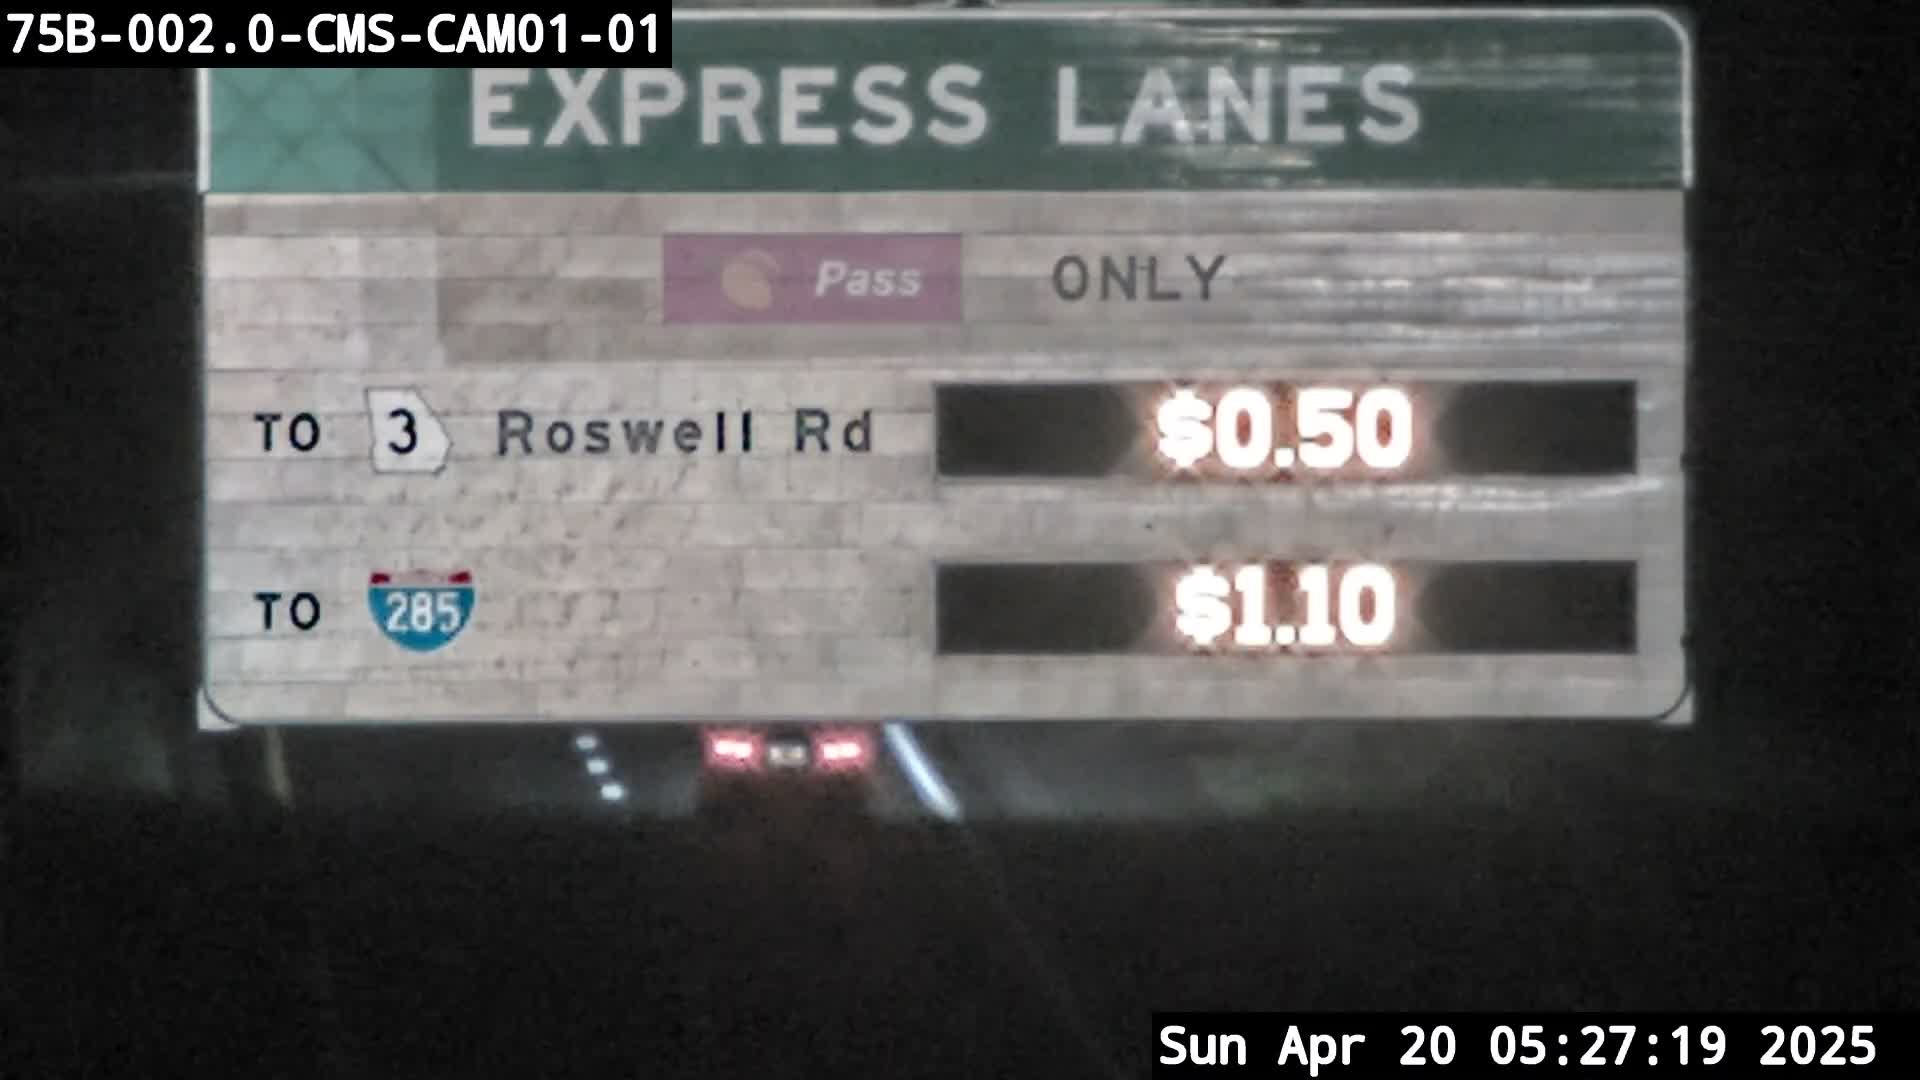 75B-002.0-CMS-CAM01-01
EXPRESS LANES
Pass ONLY
TO 3 Roswell Rd $0.50
TO 285 $1.10
Sun Apr 20 05:27:19 2025